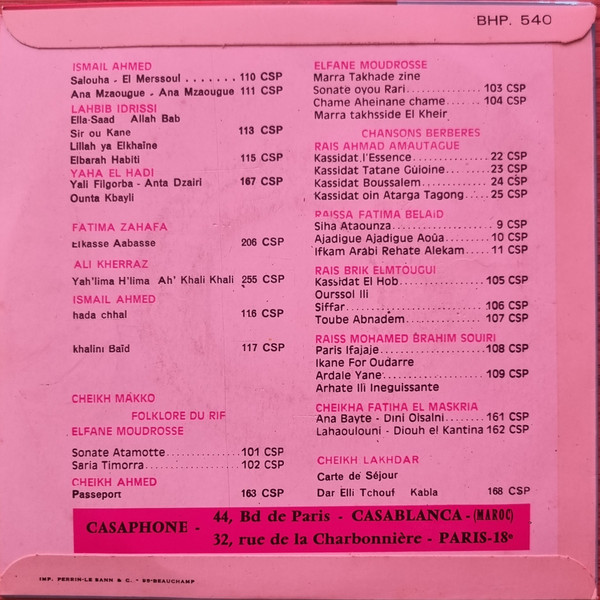 BHP. 540
ISMAIL AHMED
Salouha - El Merssoul ....... 110 CSP
Ana Mzaougue - Ana Mzaougue 111 CSP
LAHBIB IDRISSI
Ella-Saad Allah Bab
Sir ou Kane 113 CSP
Lillah ya Elkhaïne
Elbarah Habiti 115 CSP
YAHA EL HADI
Yali Filgorba - Anta Dzairi 167 CSP
Ounta Kbayli
FATIMA ZAHAFA
Elkasse Aabasse 206 CSP
ALI KHERRAZ
Yah'lima H'lima Ah' Khali Khali 255 CSP
ISMAIL AHMED
hada chhal 116 CSP
khalini Baïd 117 CSP
CHEIKH MAKKO
FOLKLORE DU RIF
ELFANE MOUDROSSE
Sonate Atamotte .............. 101 CSP
Saria Timorra ................ 102 CSP
CHEIKH AHMED
Passeport 163 CSP
ELFANE MOUDROSSE
Marra Takhade zine
Sonate oyou Rari ............. 103 CSP
Chame Aheinane chame ......... 104 CSP
Marra takhsside El Kheir
CHANSONS BERBERES
RAIS AHMAD AMAUTAGUE
Kassidat l'Essence ............ 22 CSP
Kassidat Tatane Guioine ....... 23 CSP
Kassidat Boussalem ............ 24 CSP
Kassidat oin Atarga Tagong .... 25 CSP
RAISSA FATIMA BELAID
Siha Ataounza .................. 9 CSP
Ajadigue Ajadigue Aoûa ........ 10 CSP
Ifkam Arabi Rehate Alekam ..... 11 CSP
RAIS BRIK ELMTOUGUI
Kassidat El Hob .............. 105 CSP
Ourssol Ili
Siffar ....................... 106 CSP
Toube Abnadem ................ 107 CSP
RAISS MOHAMED BRAHIM SOUIRI
Paris Ifajaje ................ 108 CSP
Ikane For Oudarre
Ardale Yane .................. 109 CSP
Arhate Ili Ineguissante
CHEIKHA FATIHA EL MASKRIA
Ana Bayte - Dini Olsalni ..... 161 CSP
Lahaoulouni - Diouh el Kantina 162 CSP
CHEIKH LAKHDAR
Carte de Séjour
Dar Elli Tchouf Kabla 168 CSP
CASAPHONE - 44, Bd de Paris - CASABLANCA - (MAROC)
32, rue de la Charbonnière - PARIS-18e
IMP. PERRIN-LE SANN & C. - 95-BEAUCHAMP